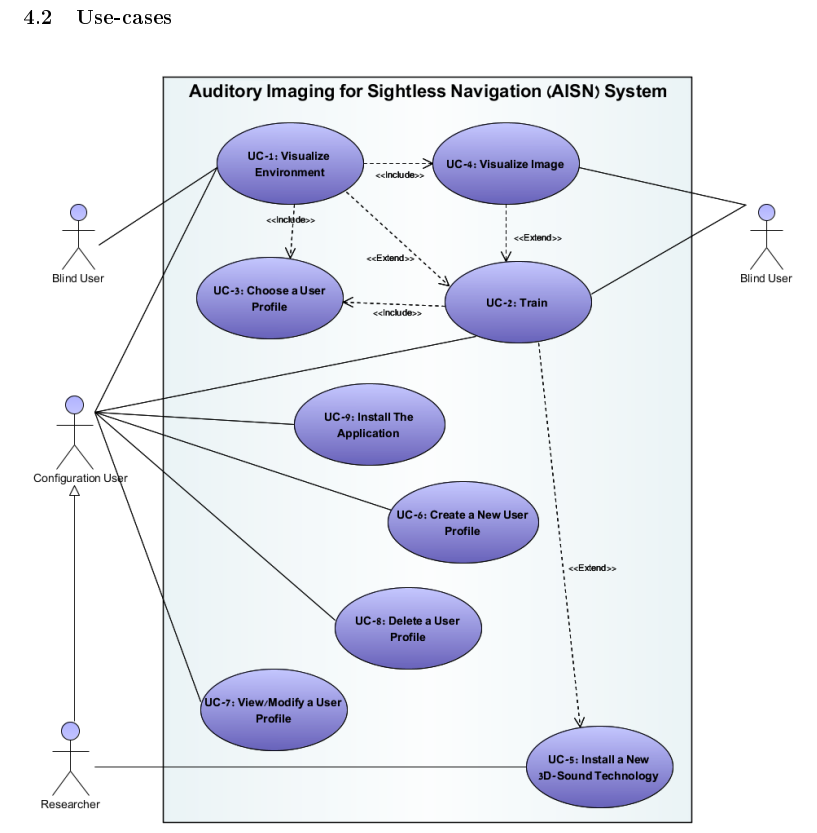 4.2 Use-cases
Auditory Imaging for Sightless Navigation (AISN) System
UC-1: Visualize
Environment
<<Include>>
UC-4: Visualize Image
<<Include>>
<<Extend>>
<<Extend>>
Blind User
Blind User
UC-3: Choose a User
Profile
<<Include>>
UC-2: Train
UC-9: Install The
Application
Configuration User
UC-6: Create a New User
Profile
<<Extend>>
UC-8: Delete a User
Profile
UC-7: View/Modify a User
Profile
UC-5: Install a New
3D-Sound Technology
Researcher